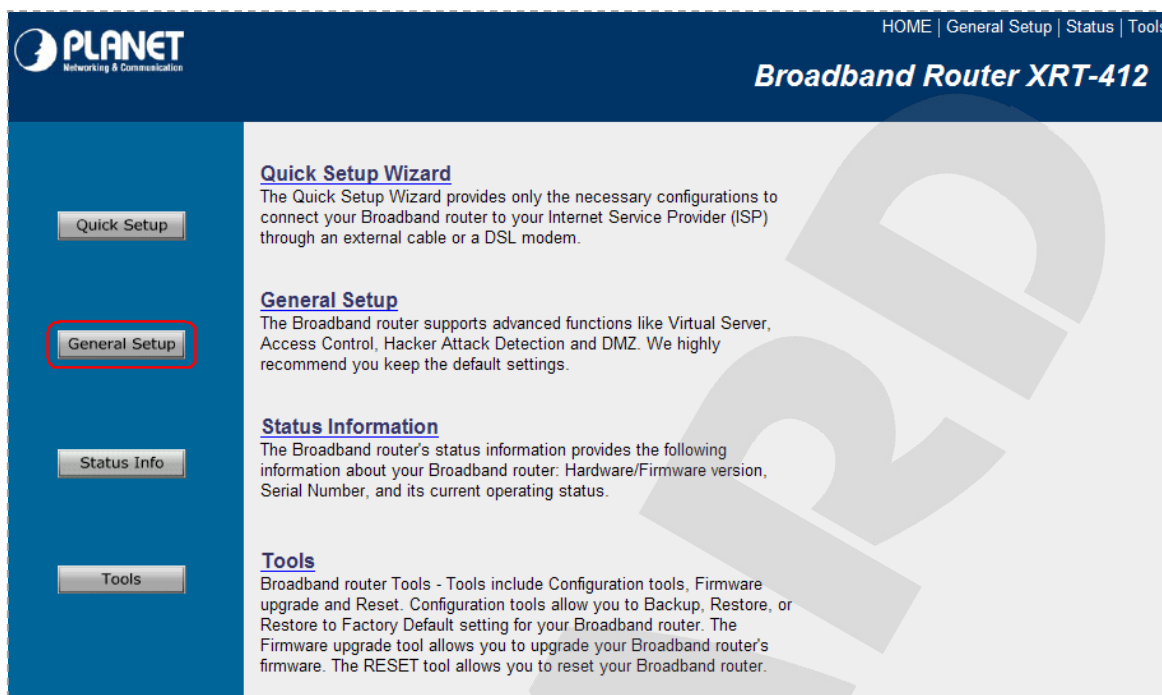 PLANET
Networking & Communication
HOME | General Setup | Status | Tools
Broadband Router XRT-412
Quick Setup
General Setup
Status Info
Tools
Quick Setup Wizard
The Quick Setup Wizard provides only the necessary configurations to
connect your Broadband router to your Internet Service Provider (ISP)
through an external cable or a DSL modem.
General Setup
The Broadband router supports advanced functions like Virtual Server,
Access Control, Hacker Attack Detection and DMZ. We highly
recommend you keep the default settings.
Status Information
The Broadband router's status information provides the following
information about your Broadband router: Hardware/Firmware version,
Serial Number, and its current operating status.
Tools
Broadband router Tools - Tools include Configuration tools, Firmware
upgrade and Reset. Configuration tools allow you to Backup, Restore, or
Restore to Factory Default setting for your Broadband router. The
Firmware upgrade tool allows you to upgrade your Broadband router's
firmware. The RESET tool allows you to reset your Broadband router.